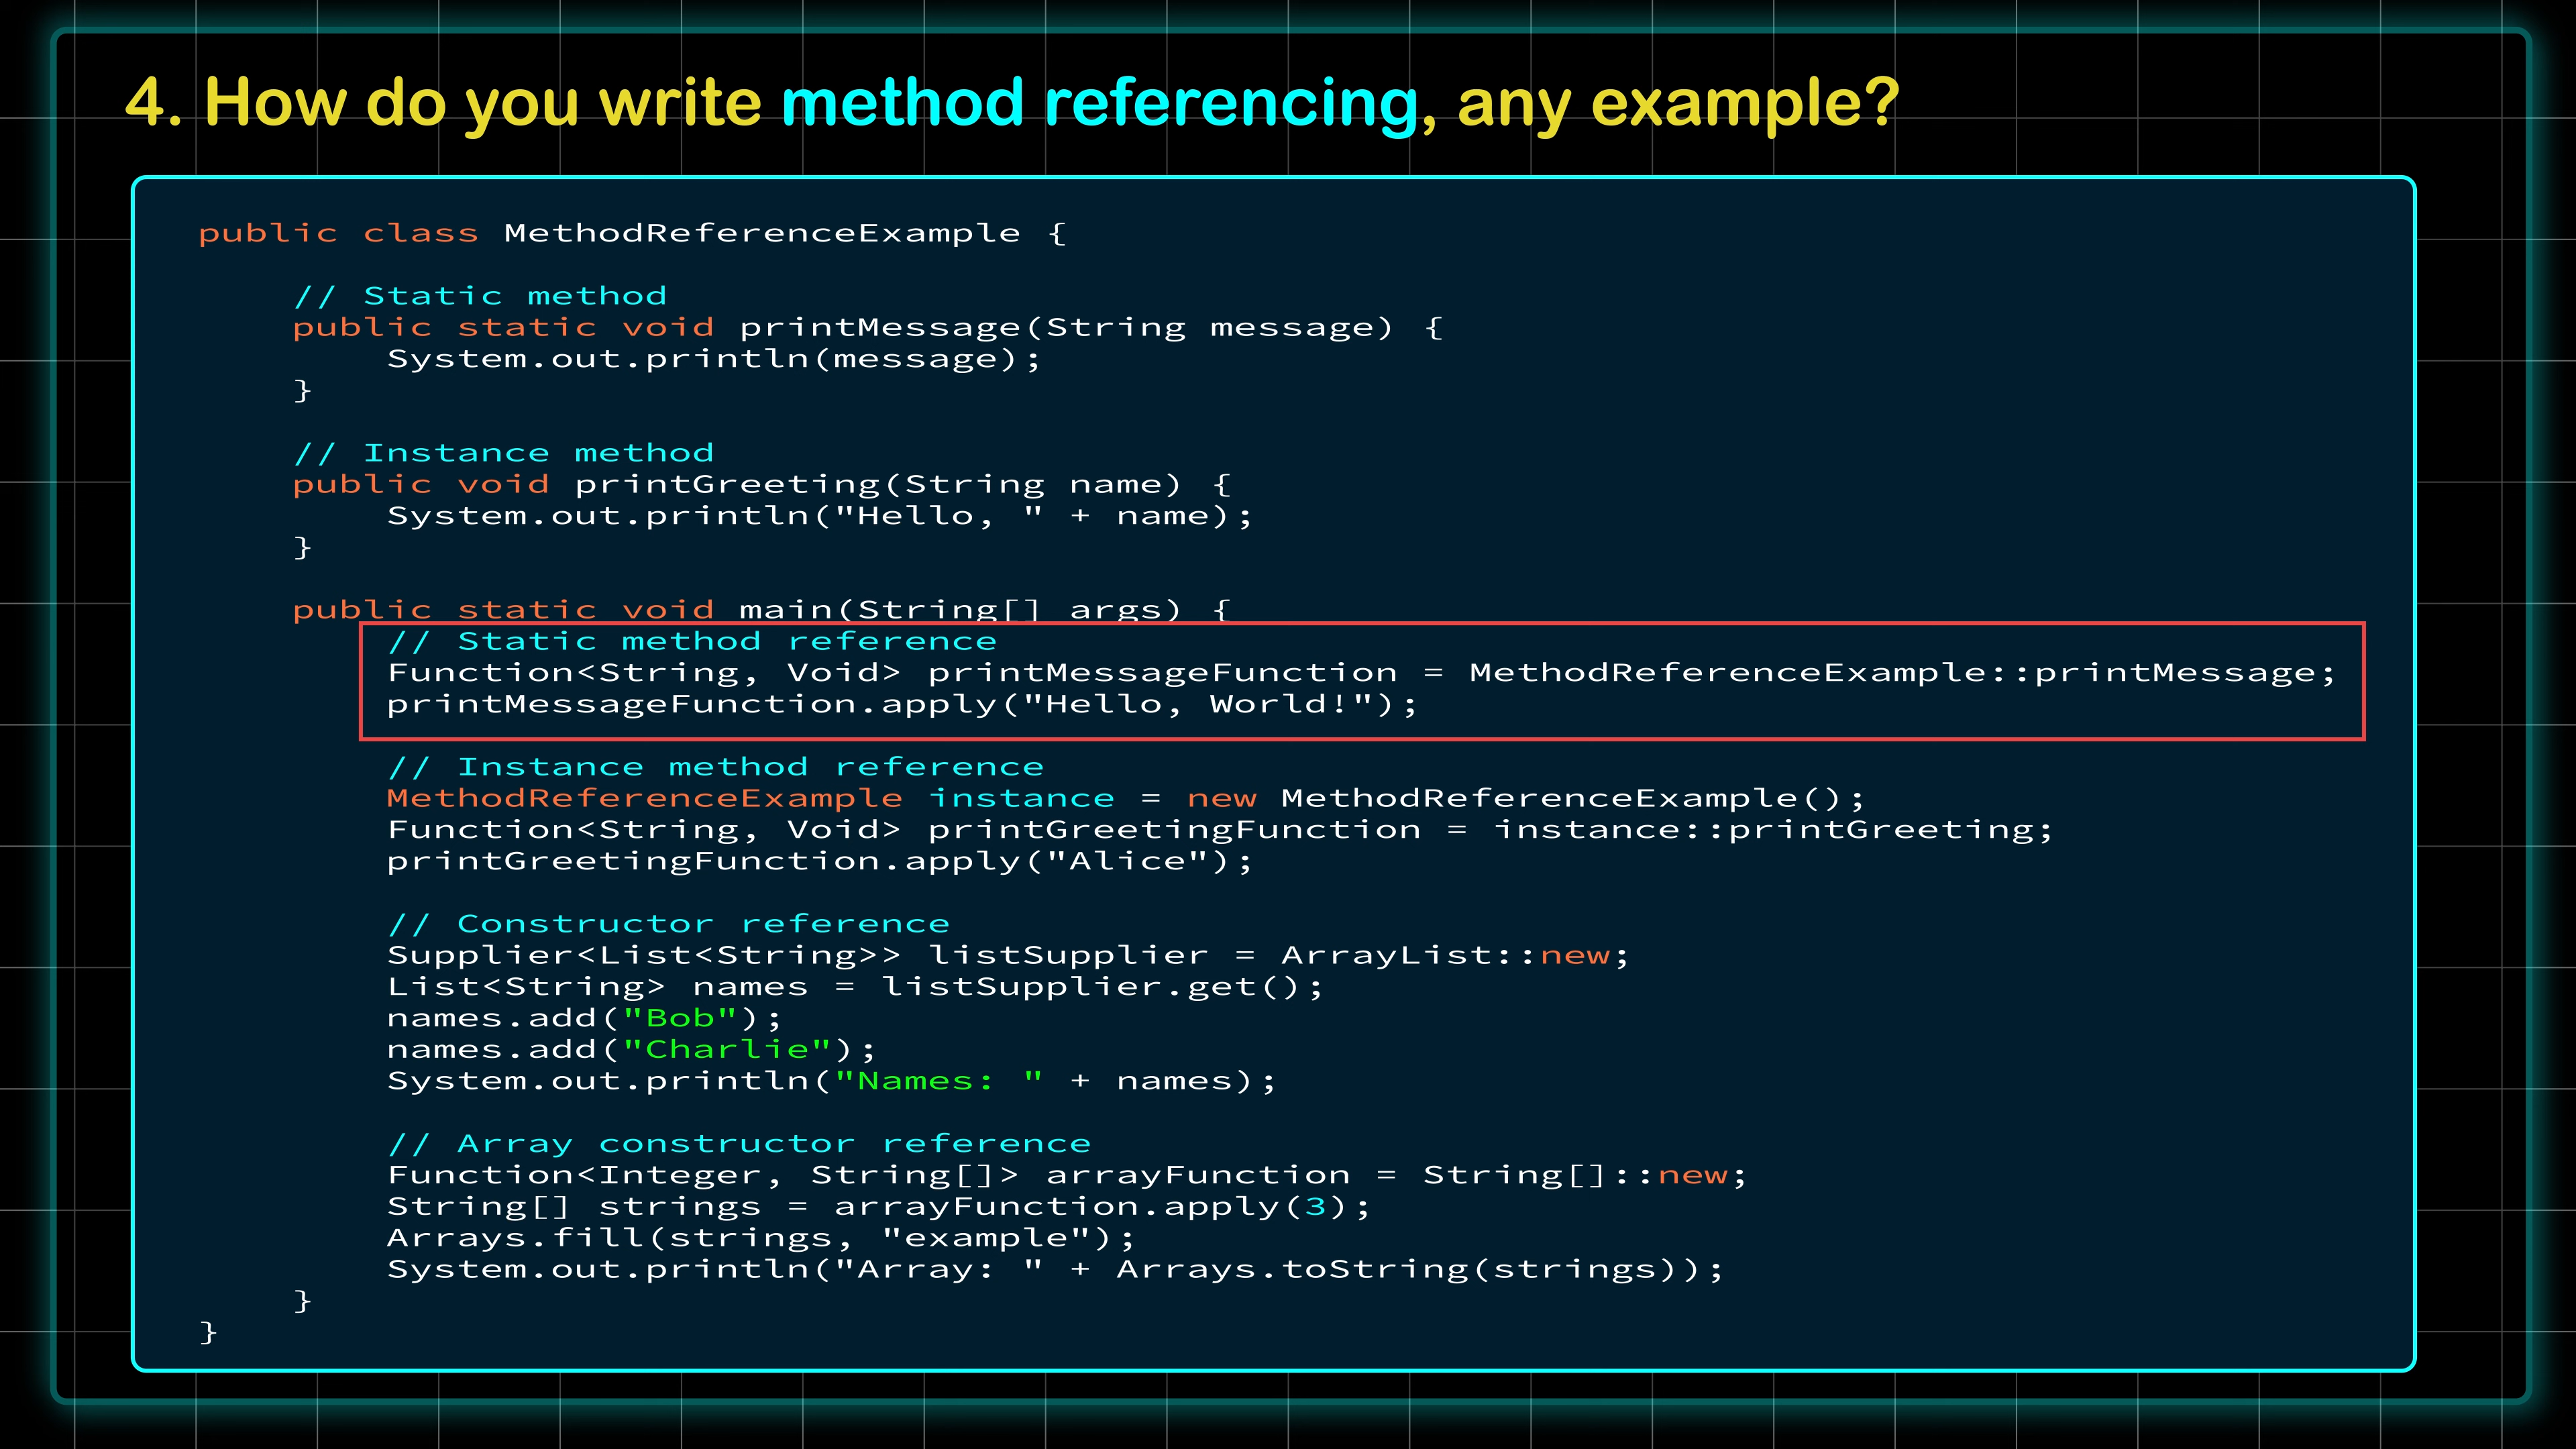 4. How do you write method referencing, any example?
public class MethodReferenceExample {
// Static method
public static void printMessage(String message) {
System.out.println(message);
}
// Instance method
public void printGreeting(String name) {
System.out.println("Hello, " + name);
}
public static void main(String[] args) {
// Static method reference
Function<String, Void> printMessageFunction = MethodReferenceExample::printMessage;
printMessageFunction.apply("Hello, World!");
// Instance method reference
MethodReferenceExample instance = new MethodReferenceExample();
Function<String, Void> printGreetingFunction = instance::printGreeting;
printGreetingFunction.apply("Alice");
// Constructor reference
Supplier<List<String>> listSupplier = ArrayList::new;
List<String> names = listSupplier.get();
names.add("Bob");
names.add("Charlie");
System.out.println("Names: " + names);
// Array constructor reference
Function<Integer, String[]> arrayFunction = String[]::new;
String[] strings = arrayFunction.apply(3);
Arrays.fill(strings, "example");
System.out.println("Array: " + Arrays.toString(strings));
}
}